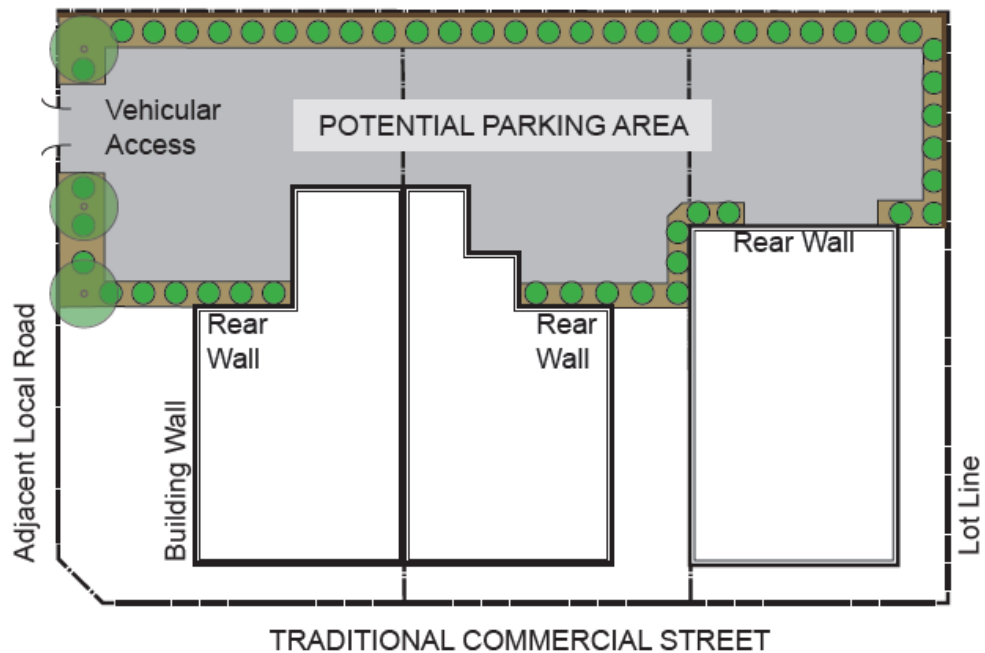 Vehicular
Access
POTENTIAL PARKING AREA
Rear Wall
Rear
Wall
Rear
Wall
Adjacent Local Road
Building Wall
Lot Line
TRADITIONAL COMMERCIAL STREET